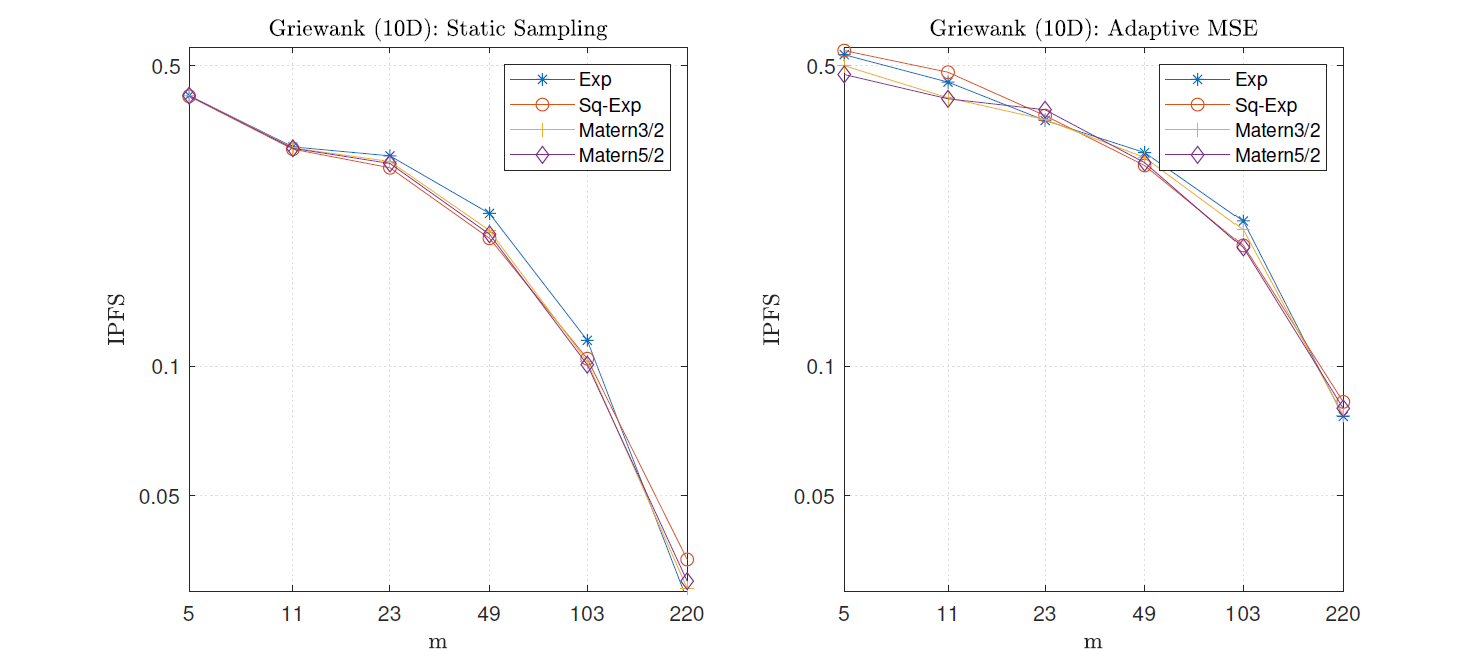 Griewank (10D): Static Sampling
0.5
0.1
0.05
IPFS
5 11 23 49 103 220
m
Exp
Sq-Exp
Matern3/2
Matern5/2
Griewank (10D): Adaptive MSE
0.5
0.1
0.05
IPFS
5 11 23 49 103 220
m
Exp
Sq-Exp
Matern3/2
Matern5/2